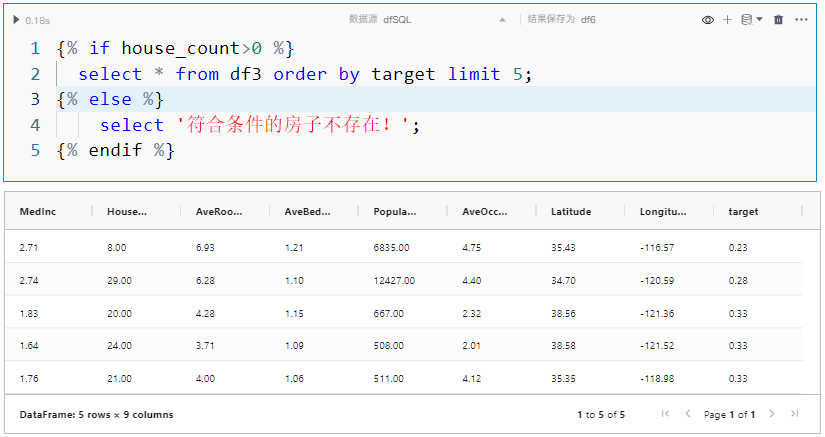 0.18s 数据源 dfSQL 结果保存为 df6
1 {% if house_count>0 %}
2 select * from df3 order by target limit 5;
3 {% else %}
4 select '符合条件的房子不存在！';
5 {% endif %}
MedInc House... AveRoo... AveBed... Popula... AveOcc... Latitude Longitu... target
2.71 8.00 6.93 1.21 6835.00 4.75 35.43 -116.57 0.23
2.74 29.00 6.28 1.10 12427.00 4.40 34.70 -120.59 0.28
1.83 20.00 4.28 1.15 667.00 2.32 38.56 -121.36 0.33
1.64 24.00 3.71 1.09 508.00 2.01 38.58 -121.52 0.33
1.76 21.00 4.00 1.06 511.00 4.12 35.35 -118.98 0.33
DataFrame: 5 rows × 9 columns 1 to 5 of 5 Page 1 of 1